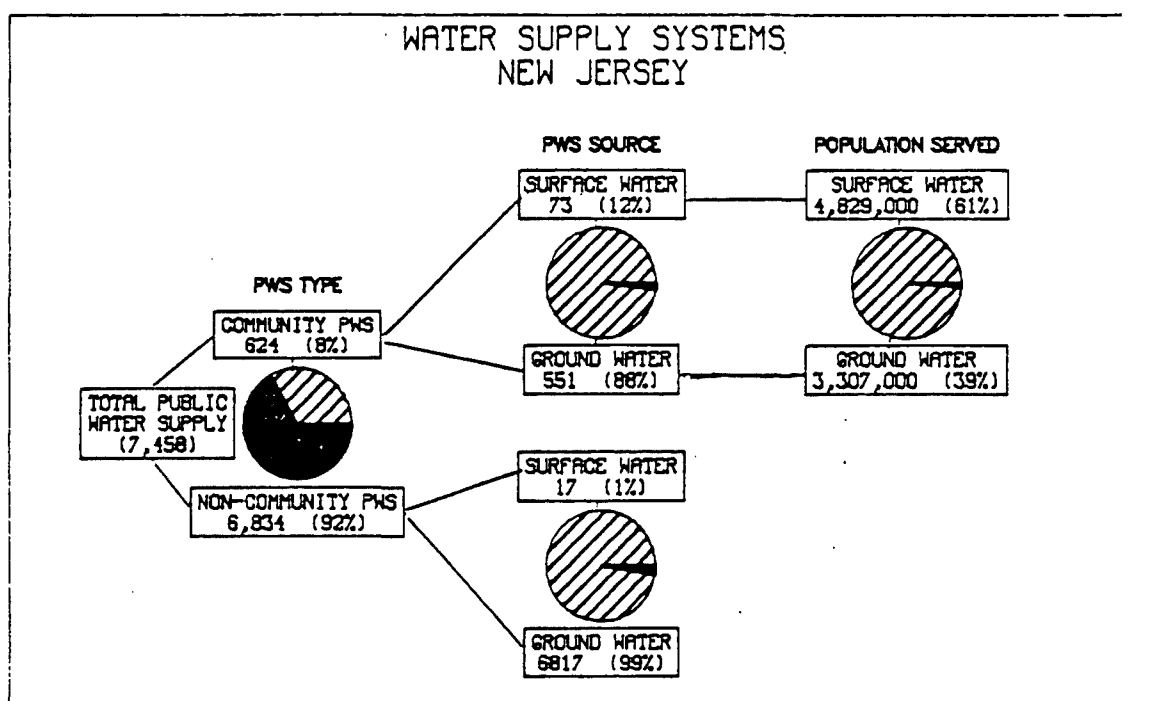 WATER SUPPLY SYSTEMS
NEW JERSEY
PWS SOURCE
POPULATION SERVED
SURFACE WATER
73 (12%)
SURFACE WATER
4,829,000 (61%)
PWS TYPE
COMMUNITY PWS
624 (8%)
GROUND WATER
551 (88%)
GROUND WATER
3,307,000 (39%)
TOTAL PUBLIC
WATER SUPPLY
(7,458)
SURFACE WATER
17 (1%)
NON-COMMUNITY PWS
6,834 (92%)
GROUND WATER
6817 (99%)